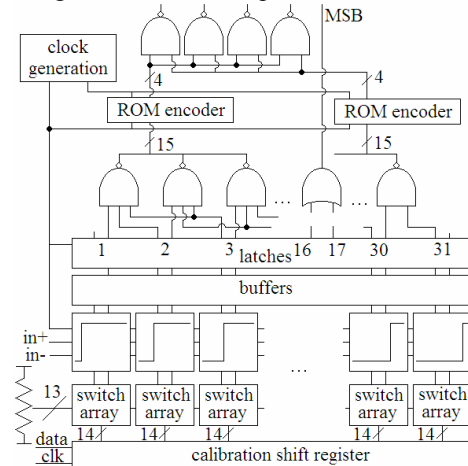 MSB
clock
generation
4
4
ROM encoder
ROM encoder
15
15
... ...
1 2 3 16 17 30 31
latches
buffers
in+
in-
...
13
switch array
switch array
switch array
switch array
switch array
14 14 14 14 14
data
clk
calibration shift register